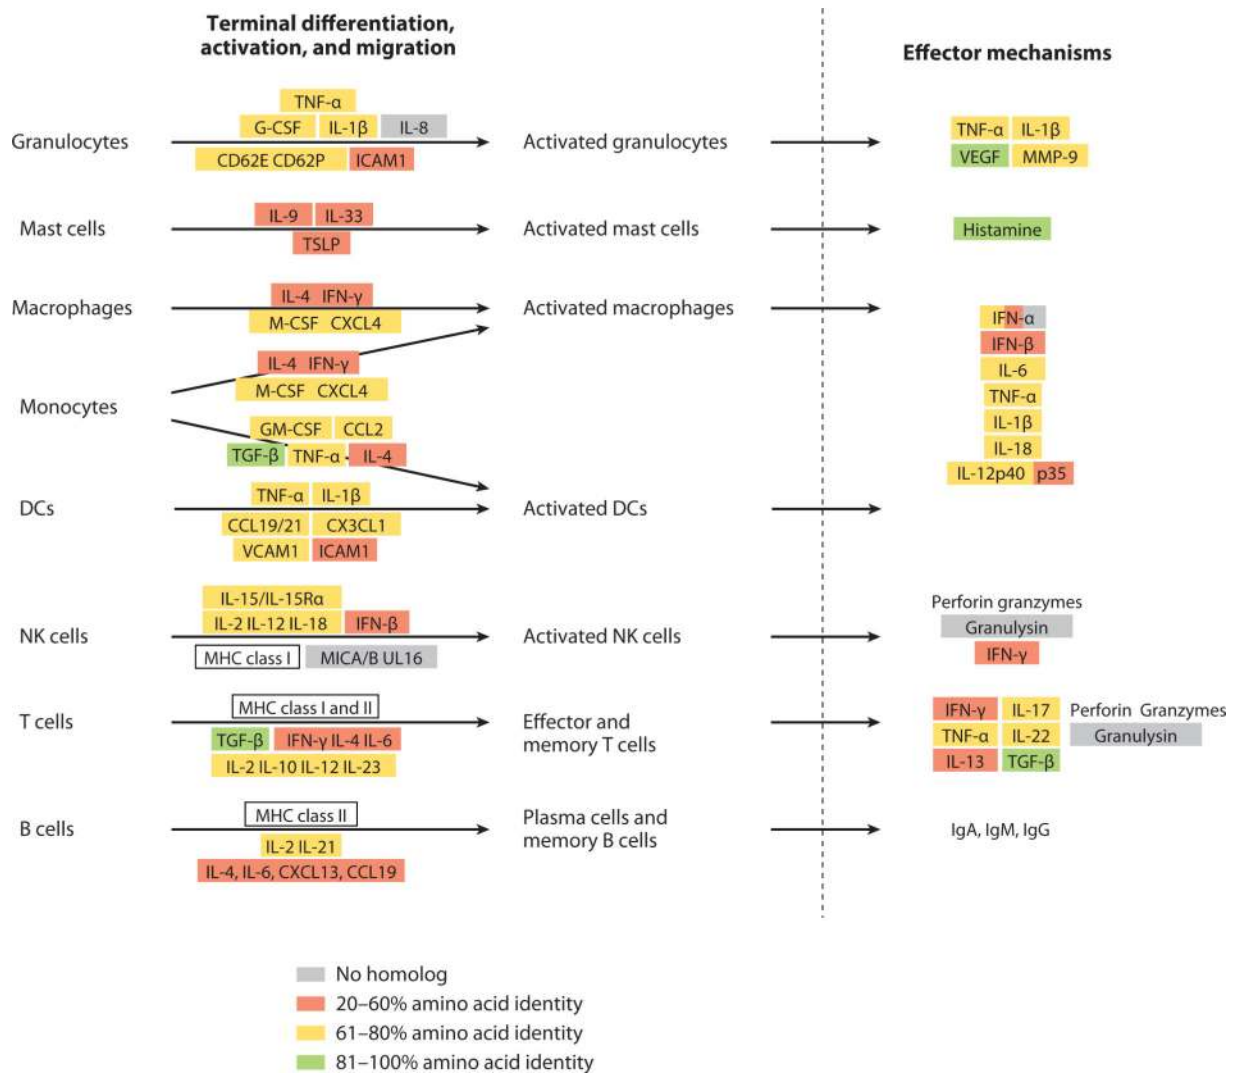 Terminal differentiation,
activation, and migration
Effector mechanisms
TNF-α
G-CSF IL-1β IL-8
Granulocytes
Activated granulocytes
CD62E CD62P ICAM1
TNF-α IL-1β
VEGF MMP-9
IL-9 IL-33
Mast cells
Activated mast cells
Histamine
TSLP
Macrophages
IL-4 IFN-γ
Activated macrophages
M-CSF CXCL4
IL-4 IFN-γ
M-CSF CXCL4
Monocytes
GM-CSF CCL2
TGF-β TNF-α IL-4
IFN-α
IFN-β
IL-6
TNF-α
IL-1β
IL-18
IL-12p40 p35
TNF-α IL-1β
DCs
Activated DCs
CCL19/21 CX3CL1
VCAM1 ICAM1
IL-15/IL-15Rα
IL-2 IL-12 IL-18 IFN-β
NK cells
Activated NK cells
MHC class I MICA/B UL16
Perforin granzymes
Granulysin
IFN-γ
MHC class I and II
T cells
Effector and
memory T cells
TGF-β IFN-γ IL-4 IL-6
IL-2 IL-10 IL-12 IL-23
IFN-γ IL-17 Perforin Granzymes
TNF-α IL-22 Granulysin
IL-13 TGF-β
MHC class II
B cells
Plasma cells and
memory B cells
IgA, IgM, IgG
IL-2 IL-21
IL-4, IL-6, CXCL13, CCL19
No homolog
20–60% amino acid identity
61–80% amino acid identity
81–100% amino acid identity